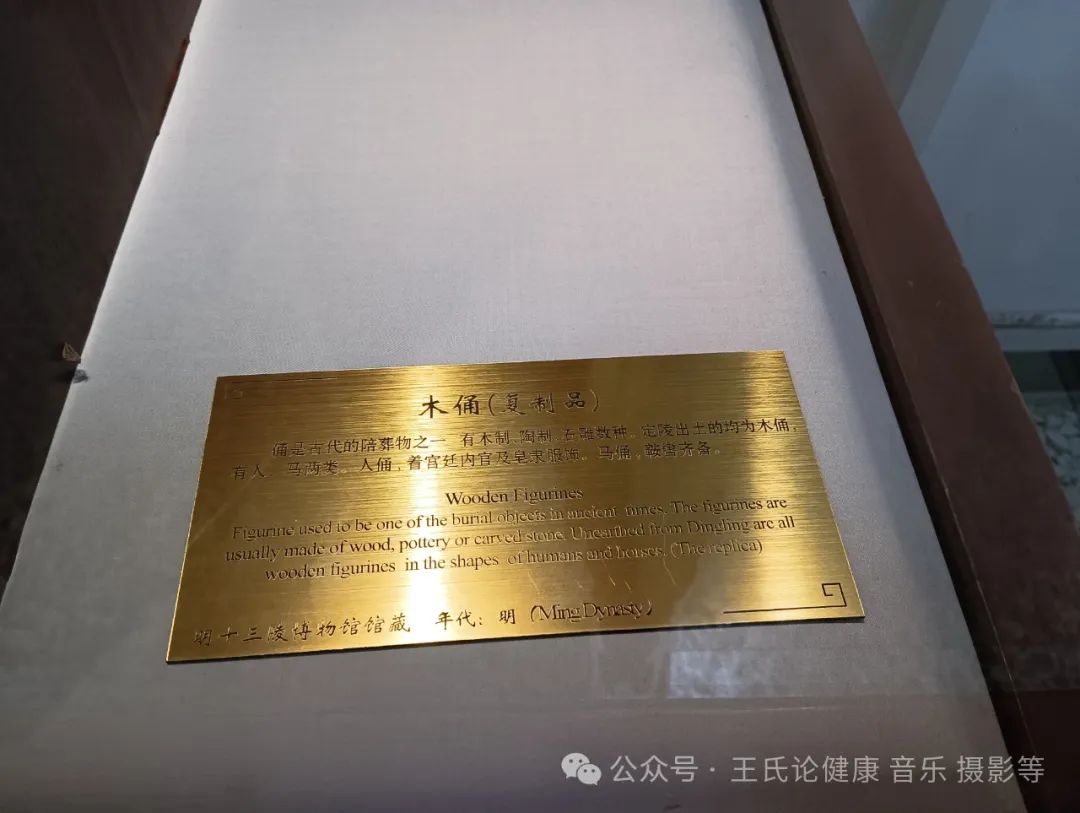 木俑(复制品)
俑是古代的陪葬物之一 有木制、陶制、石雕数种。定陵出土的均为木俑,
有人、马两类。人俑,着宫廷内官及皂隶服饰。马俑,鞍辔齐备。
Wooden Figurines
Figurine used to be one of the burial objects in ancient times. The figurines are
usually made of wood, pottery or carved stone. Unearthed from Dingling are all
wooden figurines in the shapes of humans and horses. (The replica)
明十三陵博物馆馆藏 年代: 明 (Ming Dynasty)
公众号 · 王氏论健康 音乐 摄影等